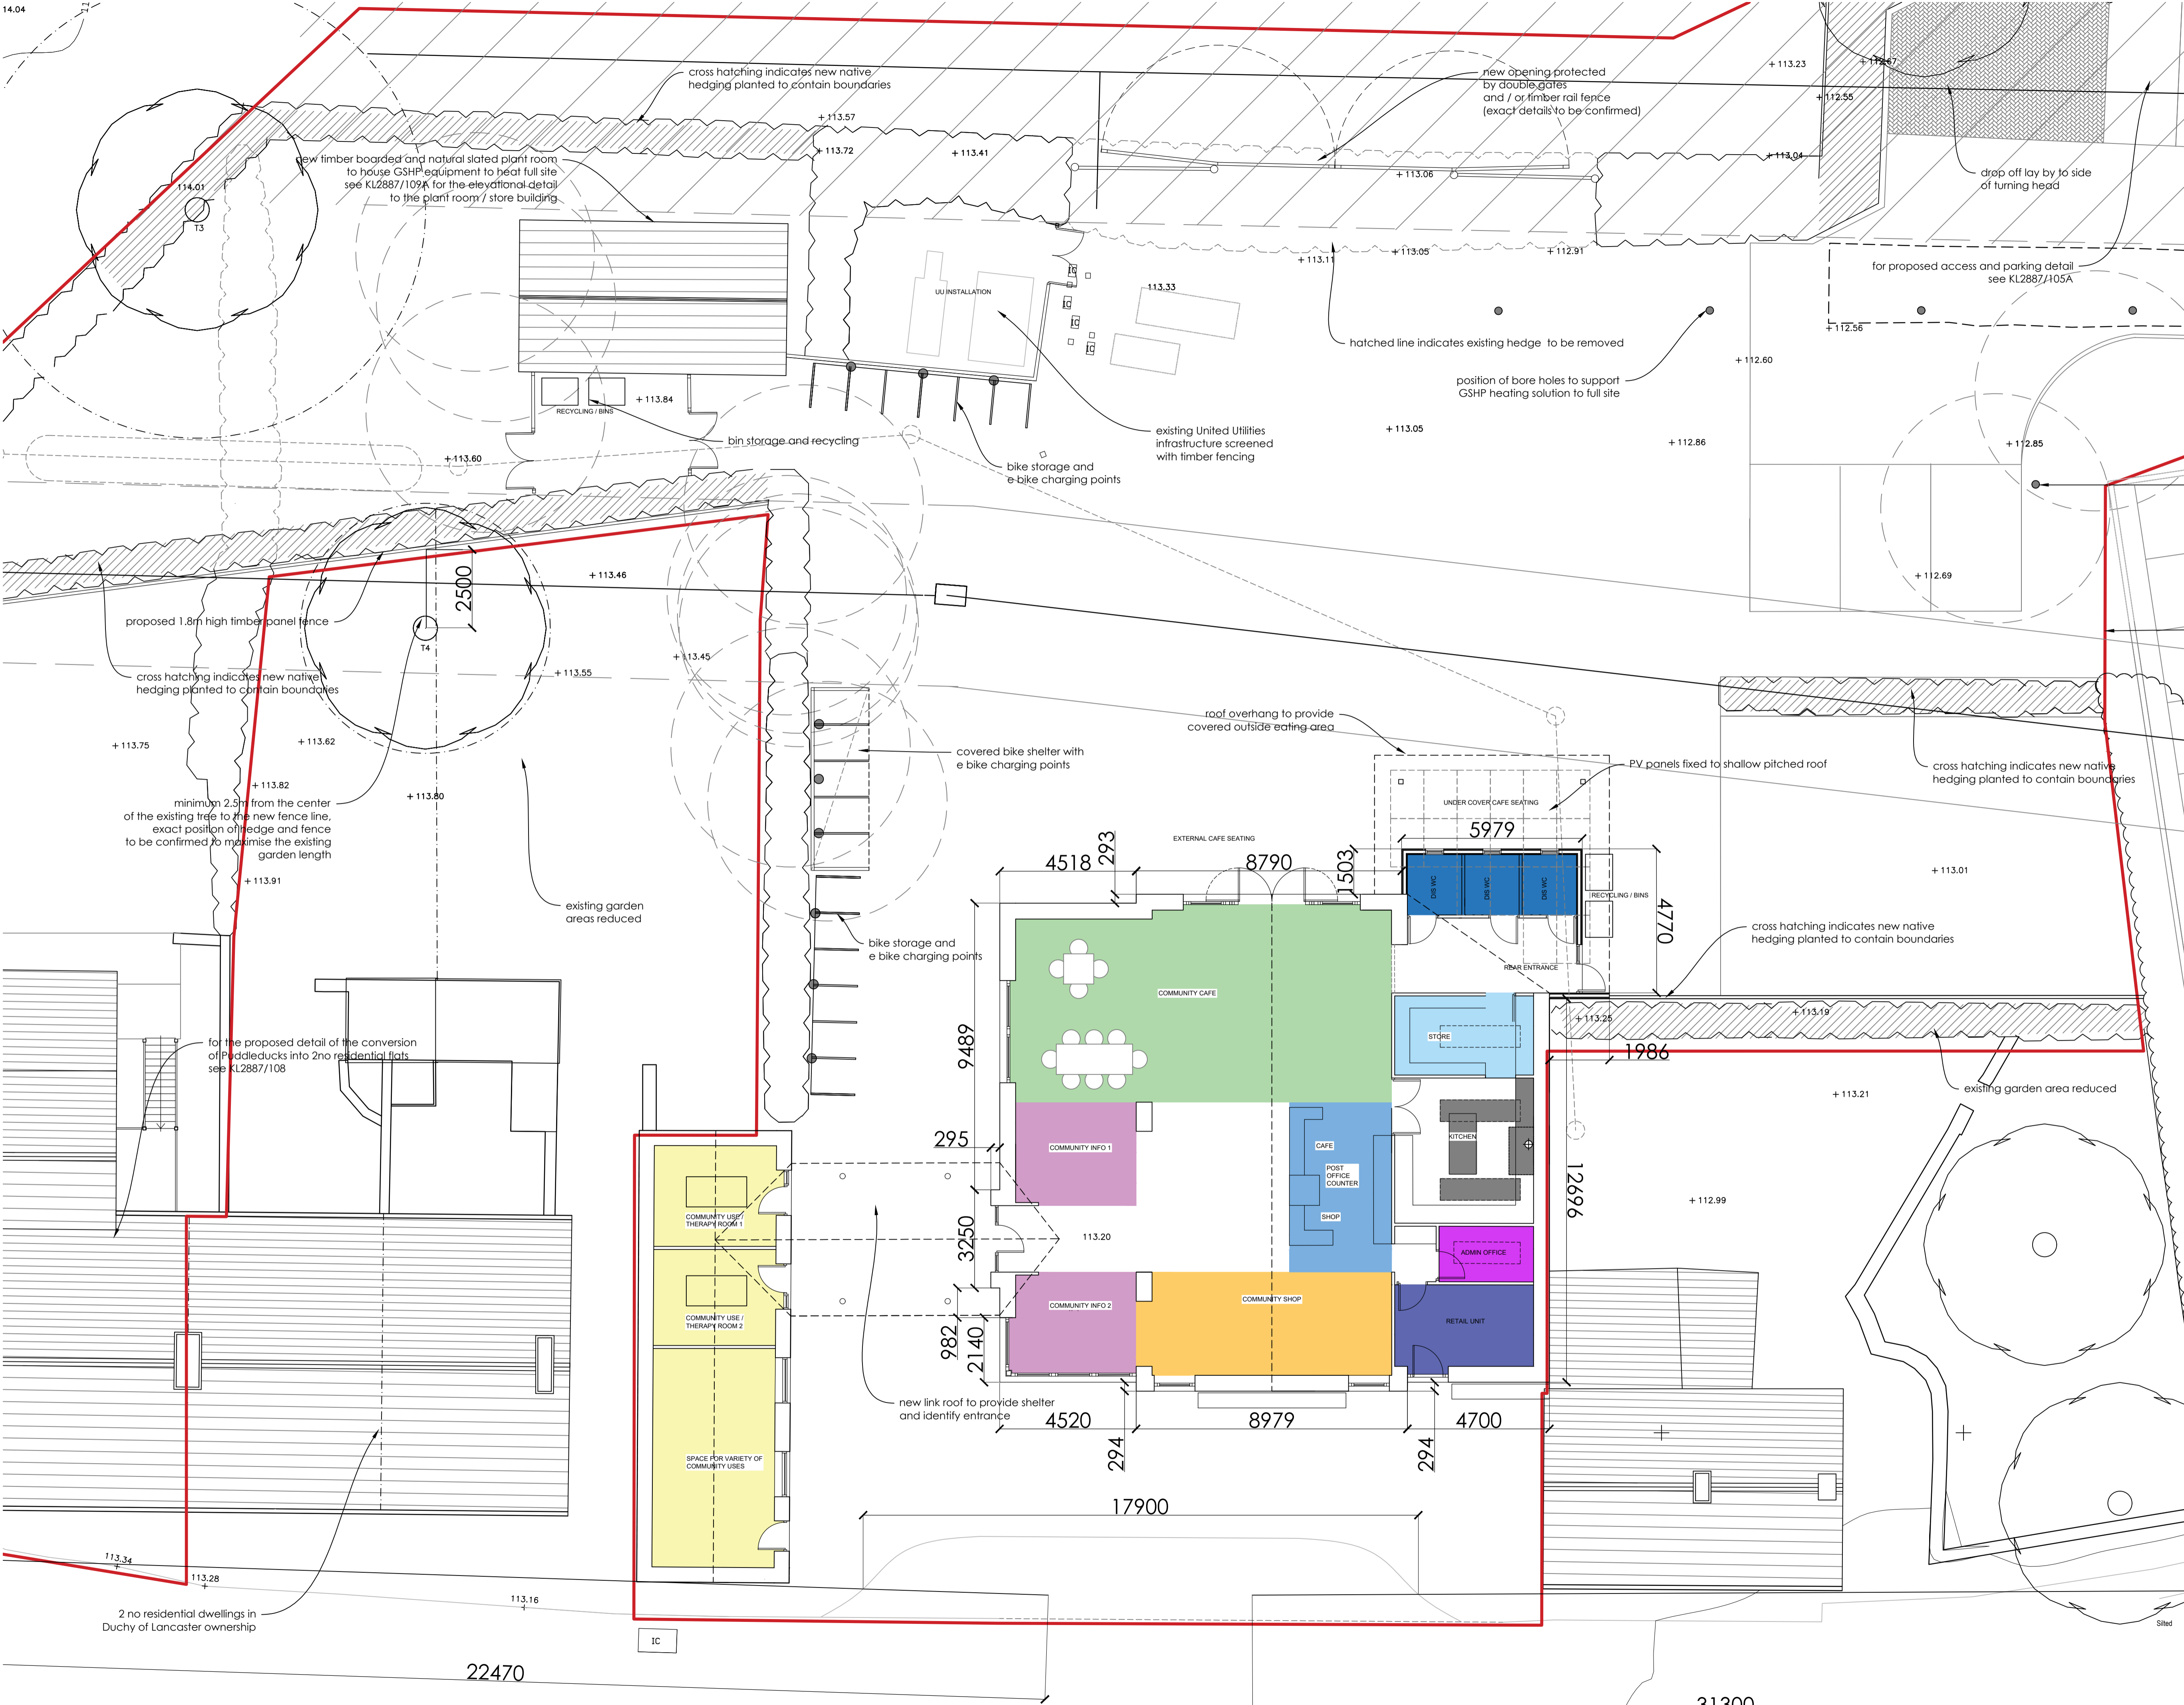 14.04
cross hatching indicates new native
hedging planted to contain boundaries
new opening protected
by double gates
and / or timber rail fence
(exact details to be confirmed)
+113.23
+112.67
+112.55
+113.57
+113.72
+113.41
+113.06
+113.04
new timber boarded and natural slated plant room
to house GSHP equipment to heat full site
see KL2887/109A for the elevational detail
to the plant room / store building
114.01
T3
drop off lay by to side
of turning head
for proposed access and parking detail
see KL2887/105A
+113.11
+113.05
+112.91
UU INSTALLATION
IC
IC
IC
IC
113.33
+112.56
hatched line indicates existing hedge to be removed
+112.60
position of bore holes to support
GSHP heating solution to full site
RECYCLING / BINS
+113.84
bin storage and recycling
existing United Utilities
infrastructure screened
with timber fencing
+113.05
+112.86
+112.85
+113.60
bike storage and
e bike charging points
2500
+113.46
+112.69
proposed 1.8m high timber panel fence
T4
+113.45
+113.55
cross hatching indicates new native
hedging planted to contain boundaries
roof overhang to provide
covered outside eating area
+113.75
+113.62
covered bike shelter with
e bike charging points
PV panels fixed to shallow pitched roof
cross hatching indicates new native
hedging planted to contain boundaries
+113.82
+113.80
minimum 2.5m from the center
of the existing tree to the new fence line,
exact position of hedge and fence
to be confirmed to maximise the existing
garden length
UNDER COVER CAFE SEATING
5979
EXTERNAL CAFE SEATING
293
4518
8790
1503
+113.91
+113.01
DIS WC
DIS WC
DIS WC
RECYCLING / BINS
4770
existing garden
areas reduced
bike storage and
e bike charging points
cross hatching indicates new native
hedging planted to contain boundaries
REAR ENTRANCE
COMMUNITY CAFE
+113.25
+113.19
9489
STORE
for the proposed detail of the conversion
of Puddleducks into 2no residential flats
see KL2887/108
1986
existing garden area reduced
+113.21
295
COMMUNITY INFO 1
CAFE
KITCHEN
POST
OFFICE
COUNTER
12696
+112.99
COMMUNITY USE /
THERAPY ROOM 1
SHOP
3250
113.20
ADMIN OFFICE
COMMUNITY INFO 2
COMMUNITY SHOP
COMMUNITY USE /
THERAPY ROOM 2
RETAIL UNIT
982
2140
new link roof to provide shelter
and identify entrance
4520
8979
4700
294
294
SPACE FOR VARIETY OF
COMMUNITY USES
17900
113.34
113.28
113.16
2 no residential dwellings in
Duchy of Lancaster ownership
Silted
IC
22470
31300